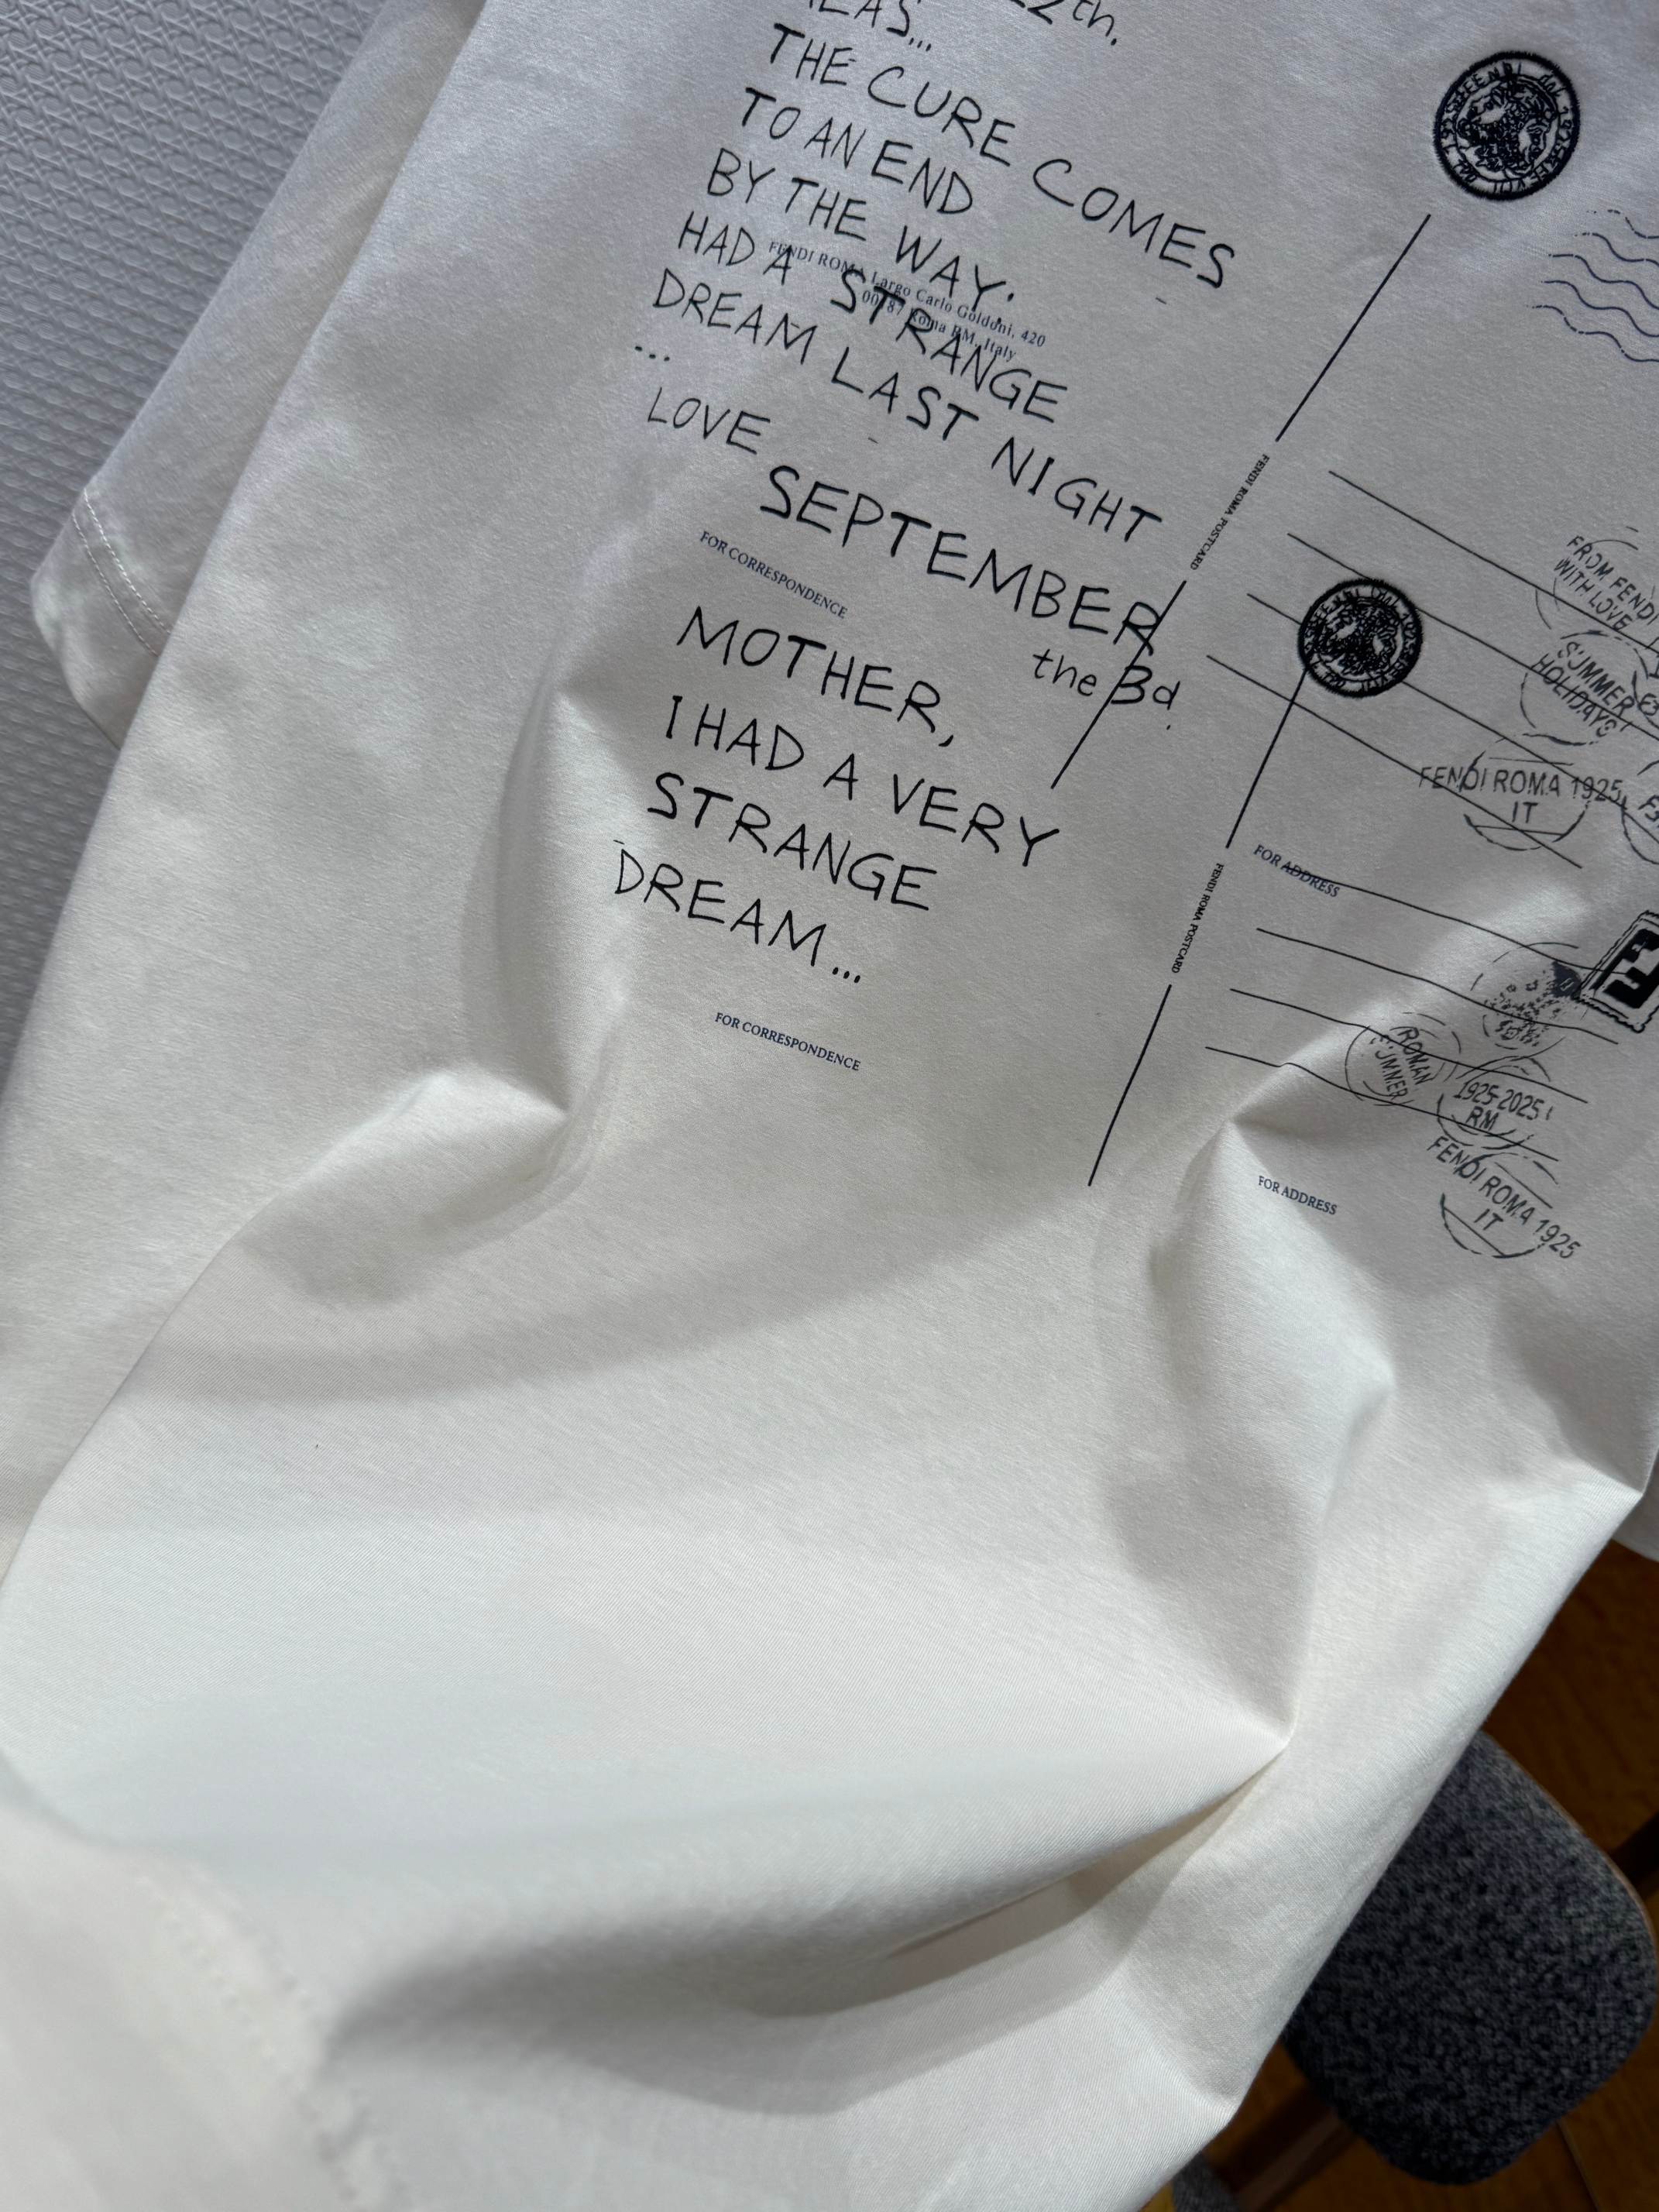 22th.
THE CURE COMES
TO AN END
BY THE WAY.
HAD A STRANGE
DREAM LAST NIGHT
...
LOVE
FENDI ROMA Largo Carlo Goldoni, 420
00187 Roma RM, Italy
FOR CORRESPONDENCE
FENDI ROMA POSTCARD
SEPTEMBER
the 3d.
MOTHER,
I HAD A VERY
STRANGE
DREAM...
FOR CORRESPONDENCE
FENDI ROMA POSTCARD
FROM FENDI
WITH LOVE
SUMMER
HOLIDAYS
FENDI ROMA 1925
IT
FOR ADDRESS
ROMAN
SUMMER
1925-2025
RM
FENDI ROMA 1925
IT
FOR ADDRESS